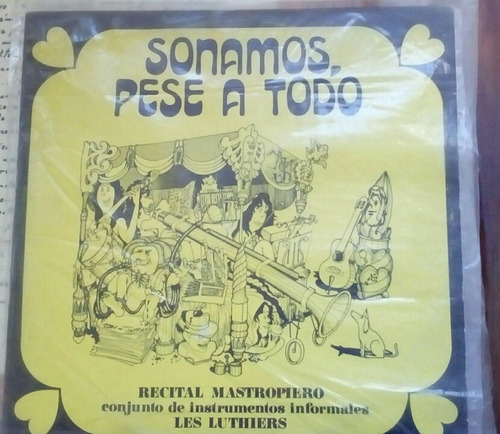 SONAMOS,
PESE A TODO
RECITAL MASTROPIERO
conjunto de instrumentos informales
LES LUTHIERS